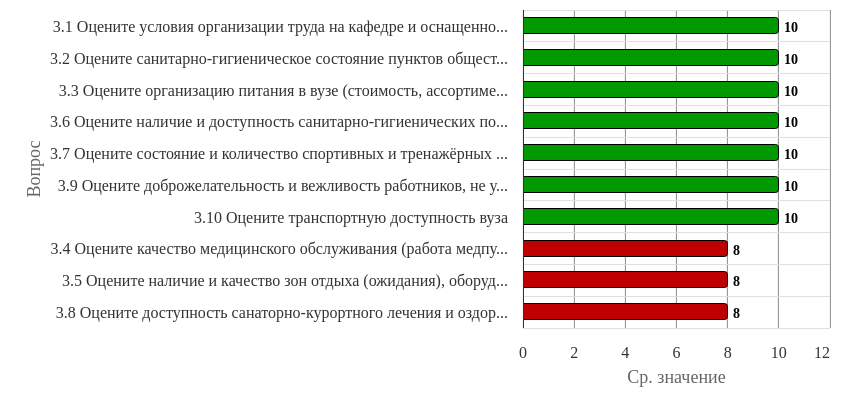 3.1 Оцените условия организации труда на кафедре и оснащенно... 10
3.2 Оцените санитарно-гигиеническое состояние пунктов общест... 10
3.3 Оцените организацию питания в вузе (стоимость, ассортиме... 10
3.6 Оцените наличие и доступность санитарно-гигиенических по... 10
3.7 Оцените состояние и количество спортивных и тренажёрных ... 10
3.9 Оцените доброжелательность и вежливость работников, не у... 10
3.10 Оцените транспортную доступность вуза 10
3.4 Оцените качество медицинского обслуживания (работа медпу... 8
3.5 Оцените наличие и качество зон отдыха (ожидания), оборуд... 8
3.8 Оцените доступность санаторно-курортного лечения и оздор... 8
Вопрос
0 2 4 6 8 10 12
Ср. значение